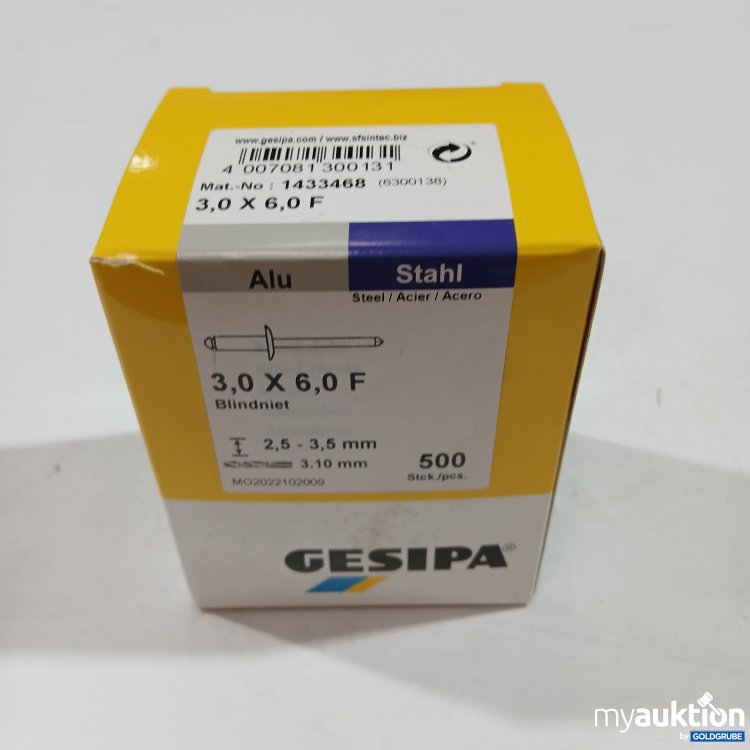 www.gesipa.com / www.sfsintec.biz
4 007081 300131
Mat.-No : 1433468 (6300138)
3,0 X 6,0 F
Alu
Stahl
Steel / Acier / Acero
3,0 X 6,0 F
Blindniet
2,5 - 3,5 mm
3.10 mm
500
Stck./pcs.
MO2022102009
GESIPA®
myauktion
by GOLDGRUBE